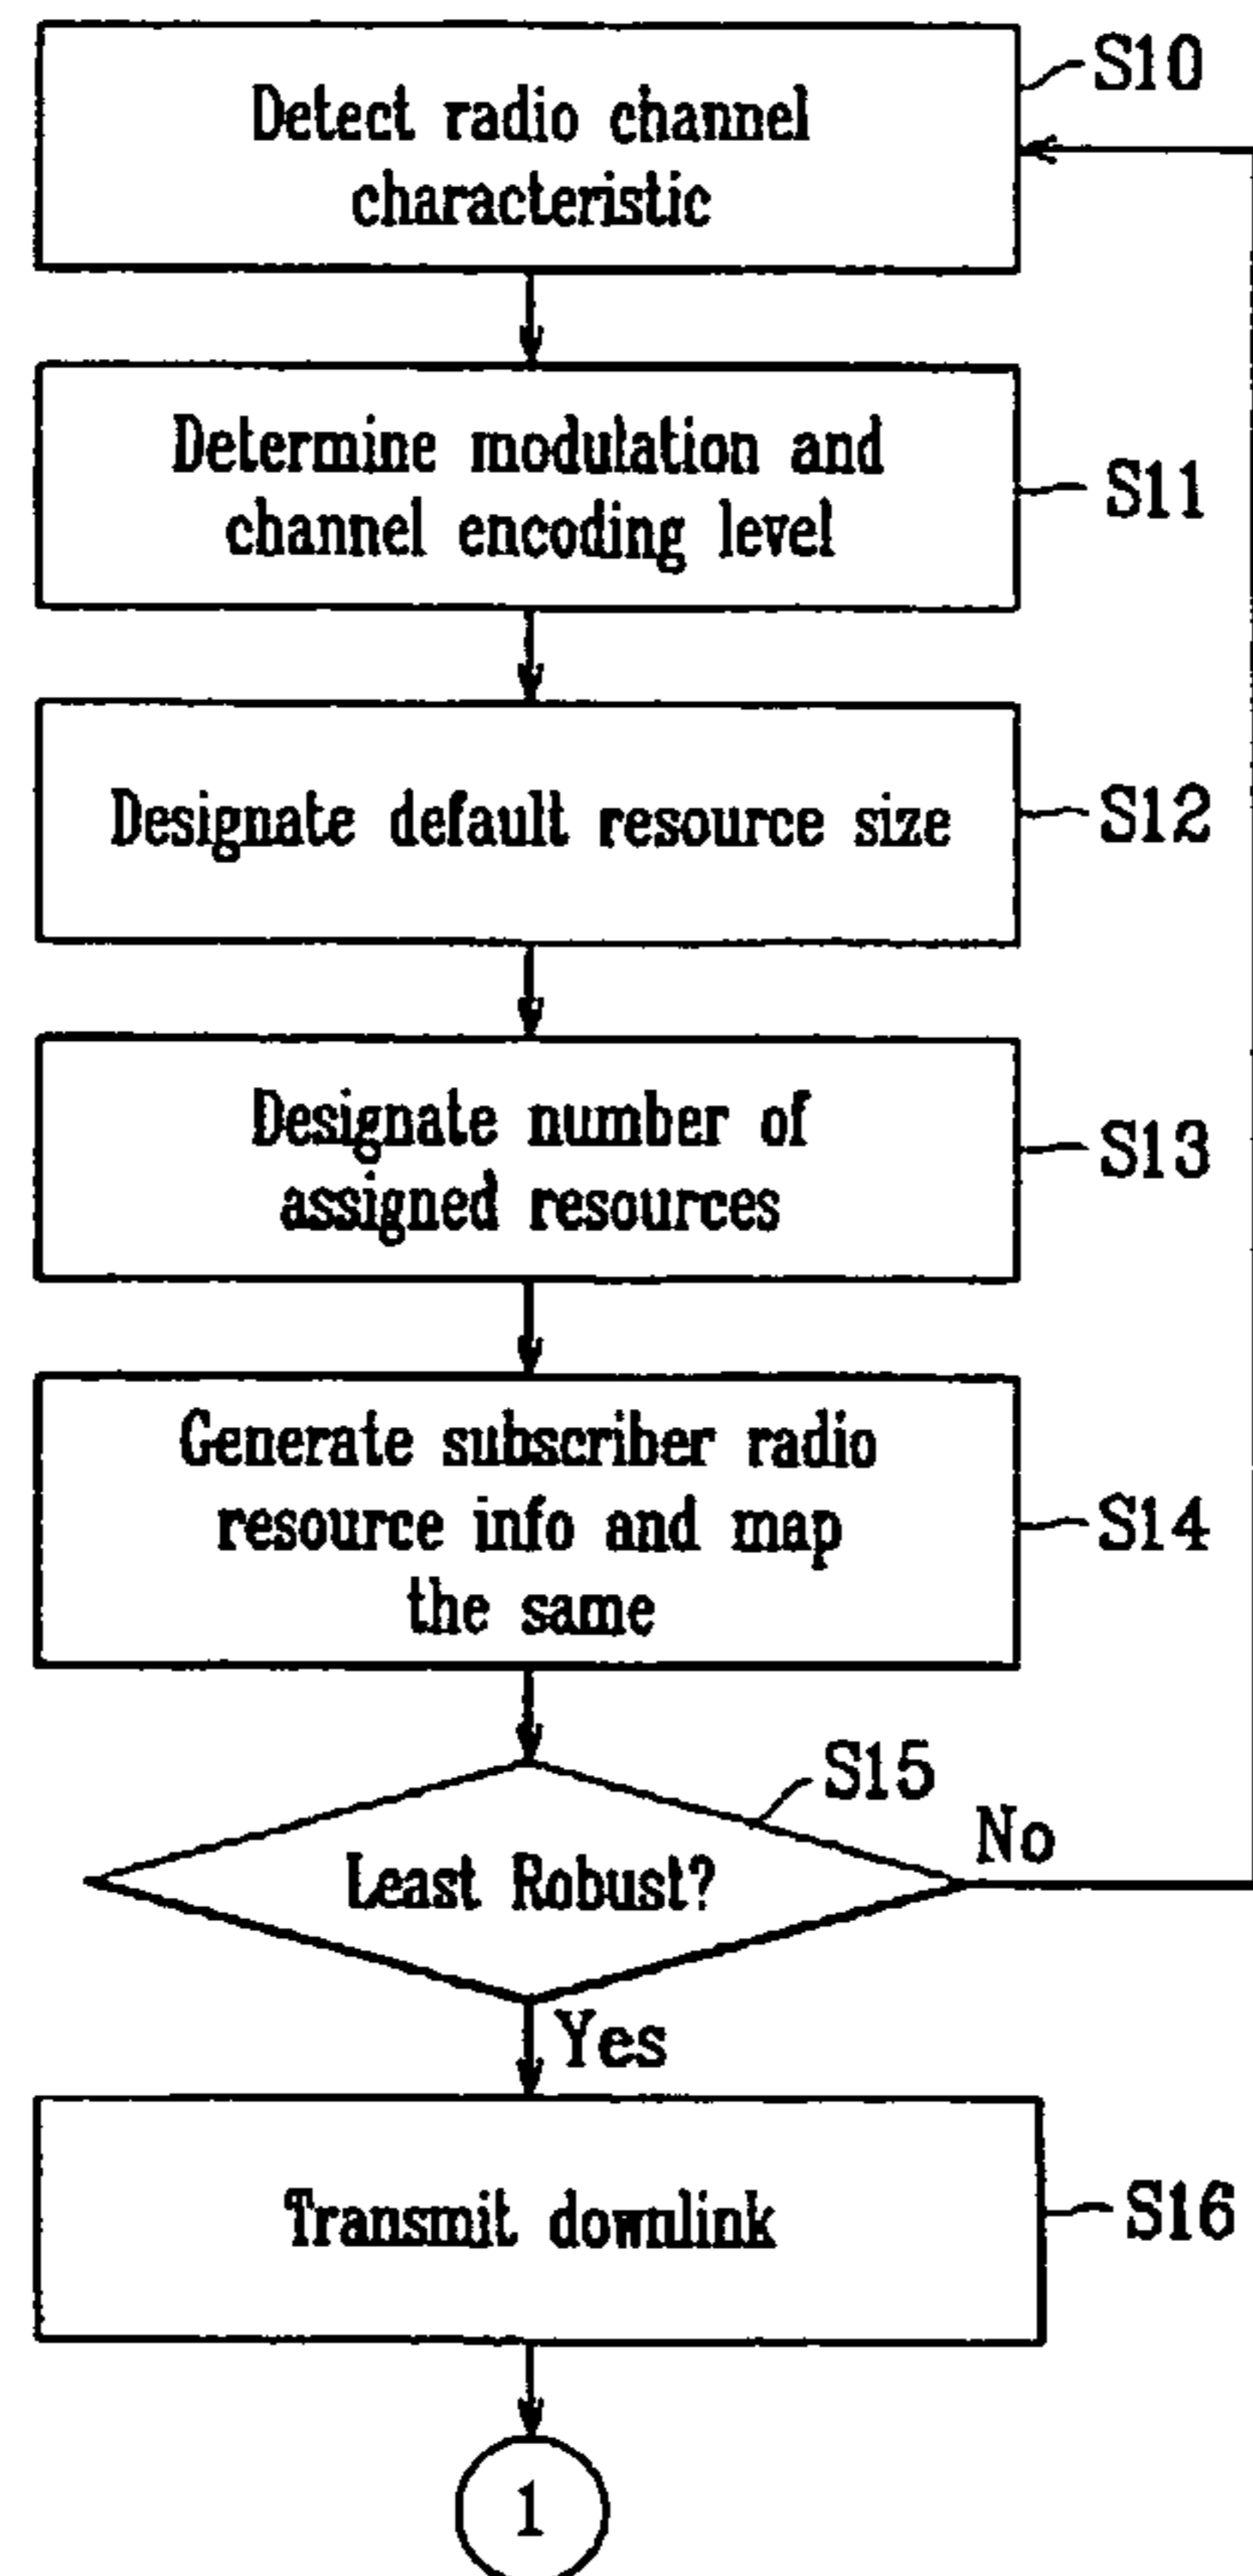 S10
Detect radio channel
characteristic
Determine modulation and
channel encoding level
S11
Designate default resource size
S12
Designate number of
assigned resources
S13
Generate subscriber radio
resource info and map
the same
S14
S15
No
Least Robust?
Yes
Transmit downlink
S16
1